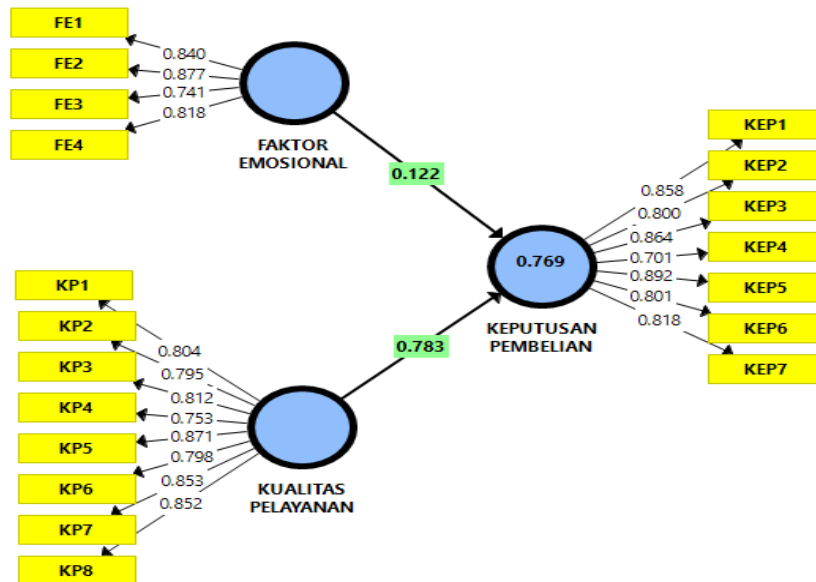 FE1
FE2
FE3
FE4
0.840
0.877
0.741
0.818
FAKTOR
EMOSIONAL
0.122
KP1
KP2
KP3
KP4
KP5
KP6
KP7
KP8
0.804
0.795
0.812
0.753
0.871
0.798
0.853
0.852
KUALITAS
PELAYANAN
0.783
0.769
KEPUTUSAN
PEMBELIAN
0.858
0.800
0.864
0.701
0.892
0.801
0.818
KEP1
KEP2
KEP3
KEP4
KEP5
KEP6
KEP7